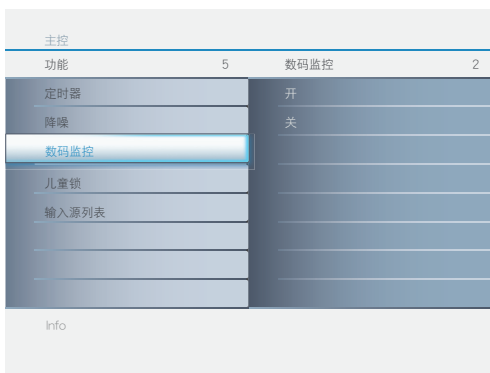 主控
功能 5 数码监控 2
定时器 开
降噪 关
数码监控
儿童锁
输入源列表
Info